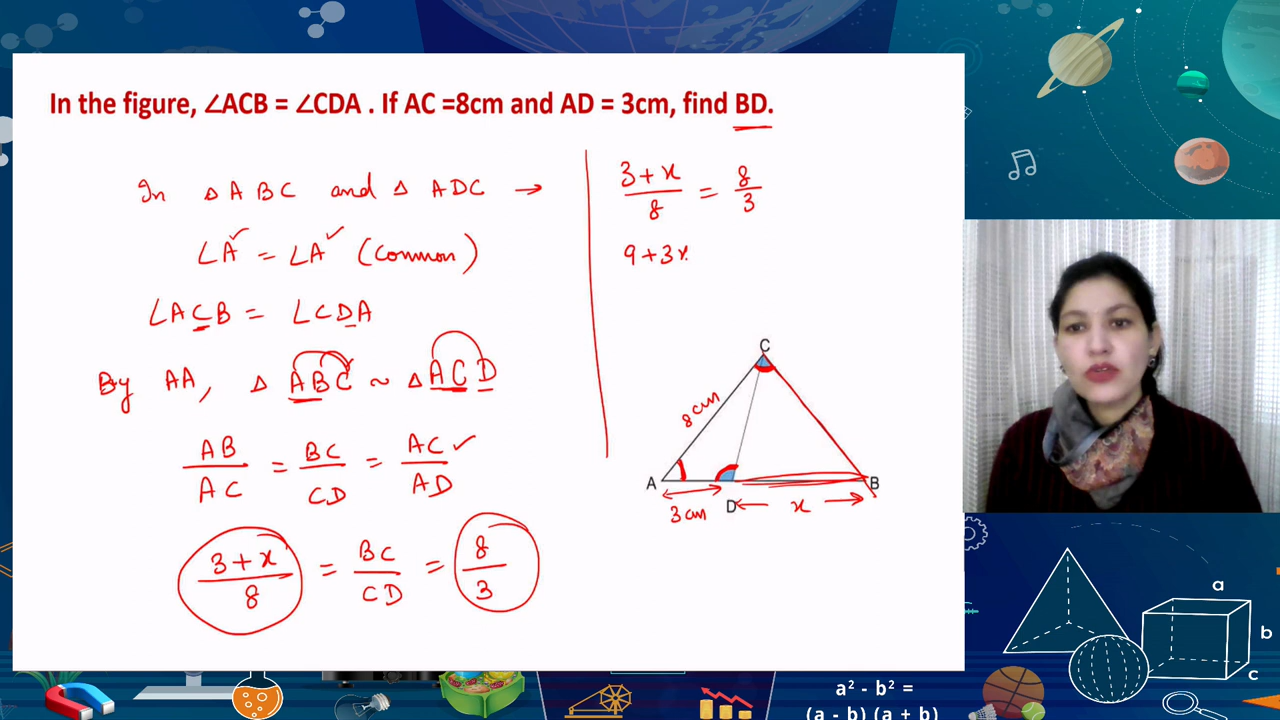 In the figure, ∠ACB = ∠CDA . If AC =8cm and AD = 3cm, find BD.
In △ABC and △ADC →
∠A = ∠A (Common)
∠ACB = ∠CDA
By AA, △ABC ~ △ACD
AB/AC = BC/CD = AC/AD
3+x/8 = BC/CD = 8/3
3+x/8 = 8/3
9+3x
C
8cm
A
B
3cm
D
x
a
b
c
a² - b² =
(a - b) (a + b)